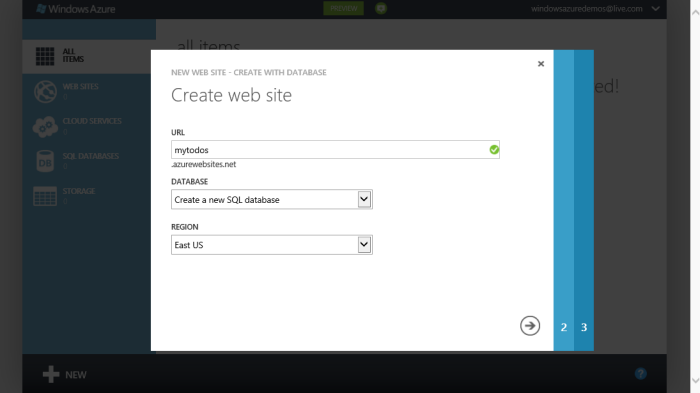 Windows Azure
PREVIEW
windowsazuredemos@live.com
ALL
ITEMS
WEB SITES
0
CLOUD SERVICES
0
SQL DATABASES
0
DB
STORAGE
0
all items
ed!
NEW WEB SITE - CREATE WITH DATABASE
Create web site
URL
mytodos
.azurewebsites.net
DATABASE
Create a new SQL database
REGION
East US
2 3
NEW
?